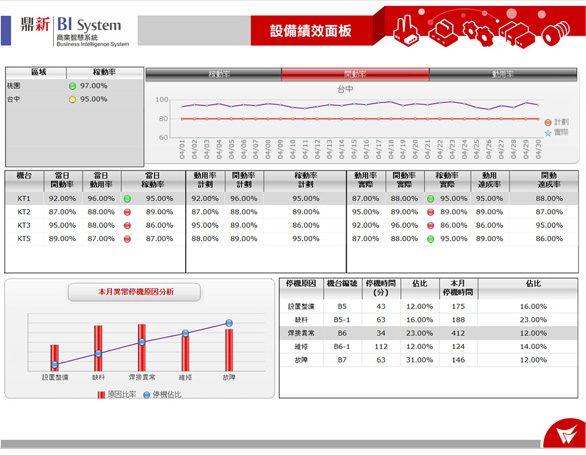 鼎新 BI System
商業智慧系統
Business Intelligence System
設備績效面板
區域 稼動率
桃園 97.00%
台中 95.00%
稼動率 開動率 動用率
台中
100
80
60
04/01 04/02 04/03 04/04 04/05 04/06 04/07 04/08 04/09 04/10 04/11 04/12 04/13 04/14 04/15 04/16 04/17 04/18 04/19 04/20 04/21 04/22 04/23 04/24 04/25 04/26 04/27 04/28 04/29 04/30
計劃
實際
機台 當日開動率 當日動用率 當日稼動率 動用率計劃 開動率計劃 稼動率計劃 動用率實際 開動率實際 稼動率實際 動用達成率 開動達成率
KT1 92.00% 96.00% 95.00% 92.00% 96.00% 95.00% 87.00% 88.00% 95.00% 95.00% 88.00%
KT2 87.00% 88.00% 89.00% 87.00% 88.00% 89.00% 87.00% 88.00% 89.00% 89.00% 87.00%
KT3 95.00% 88.00% 86.00% 88.00% 89.00% 86.00% 92.00% 96.00% 86.00% 86.00% 95.00%
KT5 89.00% 87.00% 87.00% 88.00% 89.00% 95.00% 87.00% 88.00% 95.00% 89.00% 86.00%
本月異常停機原因分析
設置整備 缺料 焊接異常 維修 故障
原因比率 停機佔比
停機原因 機台編號 停機時間(分) 佔比 本月停機時間 佔比
設置整備 B5 43 12.00% 175 16.00%
缺料 B5-1 63 16.00% 188 23.00%
焊接異常 B6 34 23.00% 412 12.00%
維修 B6-1 112 12.00% 124 14.00%
故障 B7 63 31.00% 146 12.00%